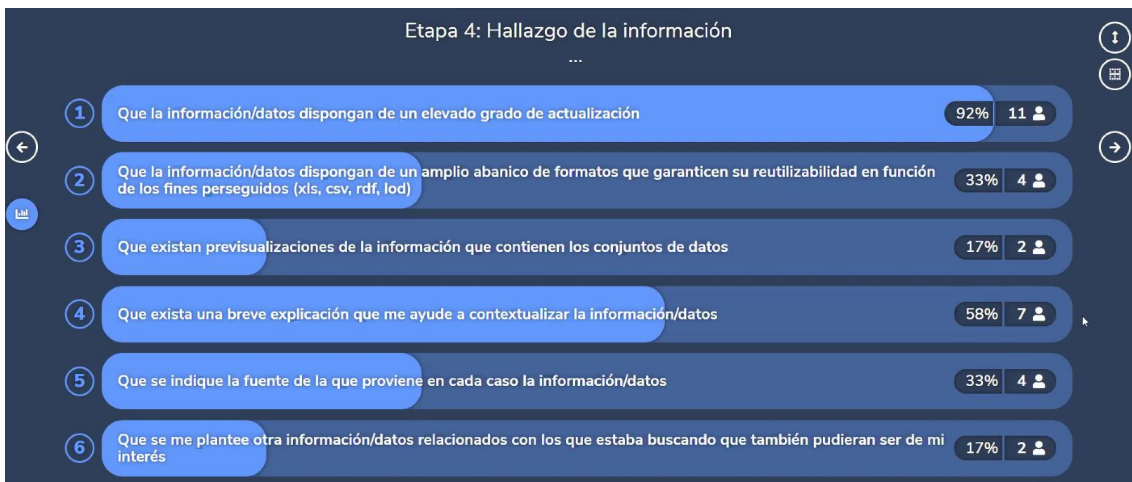 Etapa 4: Hallazgo de la información
...
1
Que la información/datos dispongan de un elevado grado de actualización
92% 11
2
Que la información/datos dispongan de un amplio abanico de formatos que garanticen su reutilizabilidad en función
de los fines perseguidos (xls, csv, rdf, lod)
33% 4
3
Que existan previsualizaciones de la información que contienen los conjuntos de datos
17% 2
4
Que exista una breve explicación que me ayude a contextualizar la información/datos
58% 7
5
Que se indique la fuente de la que proviene en cada caso la información/datos
33% 4
6
Que se me plantee otra información/datos relacionados con los que estaba buscando que también pudieran ser de mi
interés
17% 2